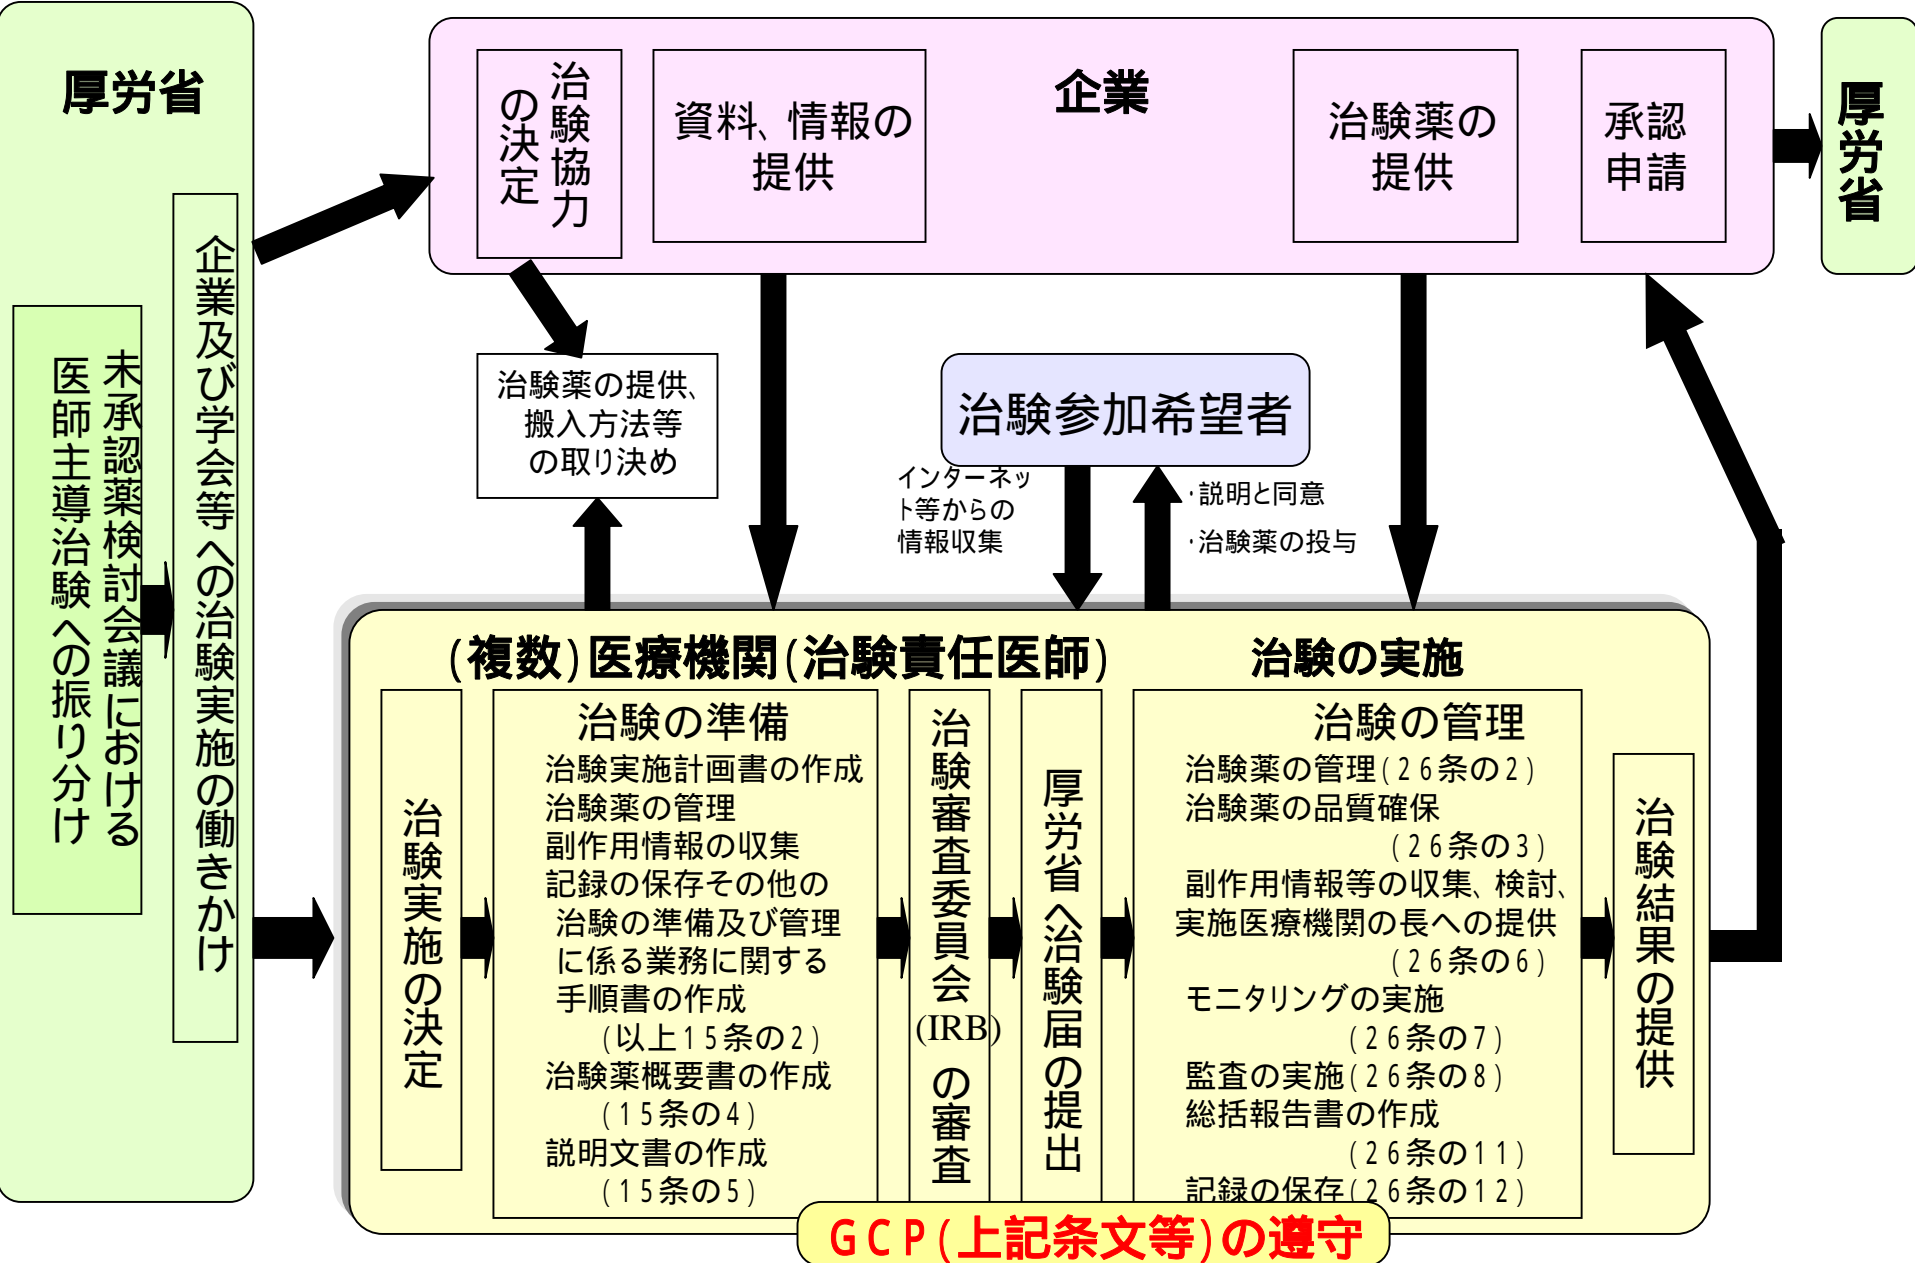 厚労省
未承認薬検討会議における
医師主導治験への振り分け
企業及び学会等への治験実施の働きかけ
企業
治験協力
の決定
資料、情報の
提供
治験薬の
提供
承認
申請
厚労省
治験薬の提供、
搬入方法等
の取り決め
治験参加希望者
インターネッ
ト等からの
情報収集
・説明と同意
・治験薬の投与
(複数)医療機関(治験責任医師)
治験の実施
治験実施の決定
治験の準備
治験実施計画書の作成
治験薬の管理
副作用情報の収集
記録の保存その他の
治験の準備及び管理
に係る業務に関する
手順書の作成
(以上15条の2)
治験薬概要書の作成
(15条の4)
説明文書の作成
(15条の5)
治験審査委員会
(IRB)
の審査
厚労省へ治験届の提出
治験の管理
治験薬の管理(26条の2)
治験薬の品質確保
(26条の3)
副作用情報等の収集、検討、
実施医療機関の長への提供
(26条の6)
モニタリングの実施
(26条の7)
監査の実施(26条の8)
総括報告書の作成
(26条の11)
記録の保存(26条の12)
治験結果の提供
GCP(上記条文等)の遵守